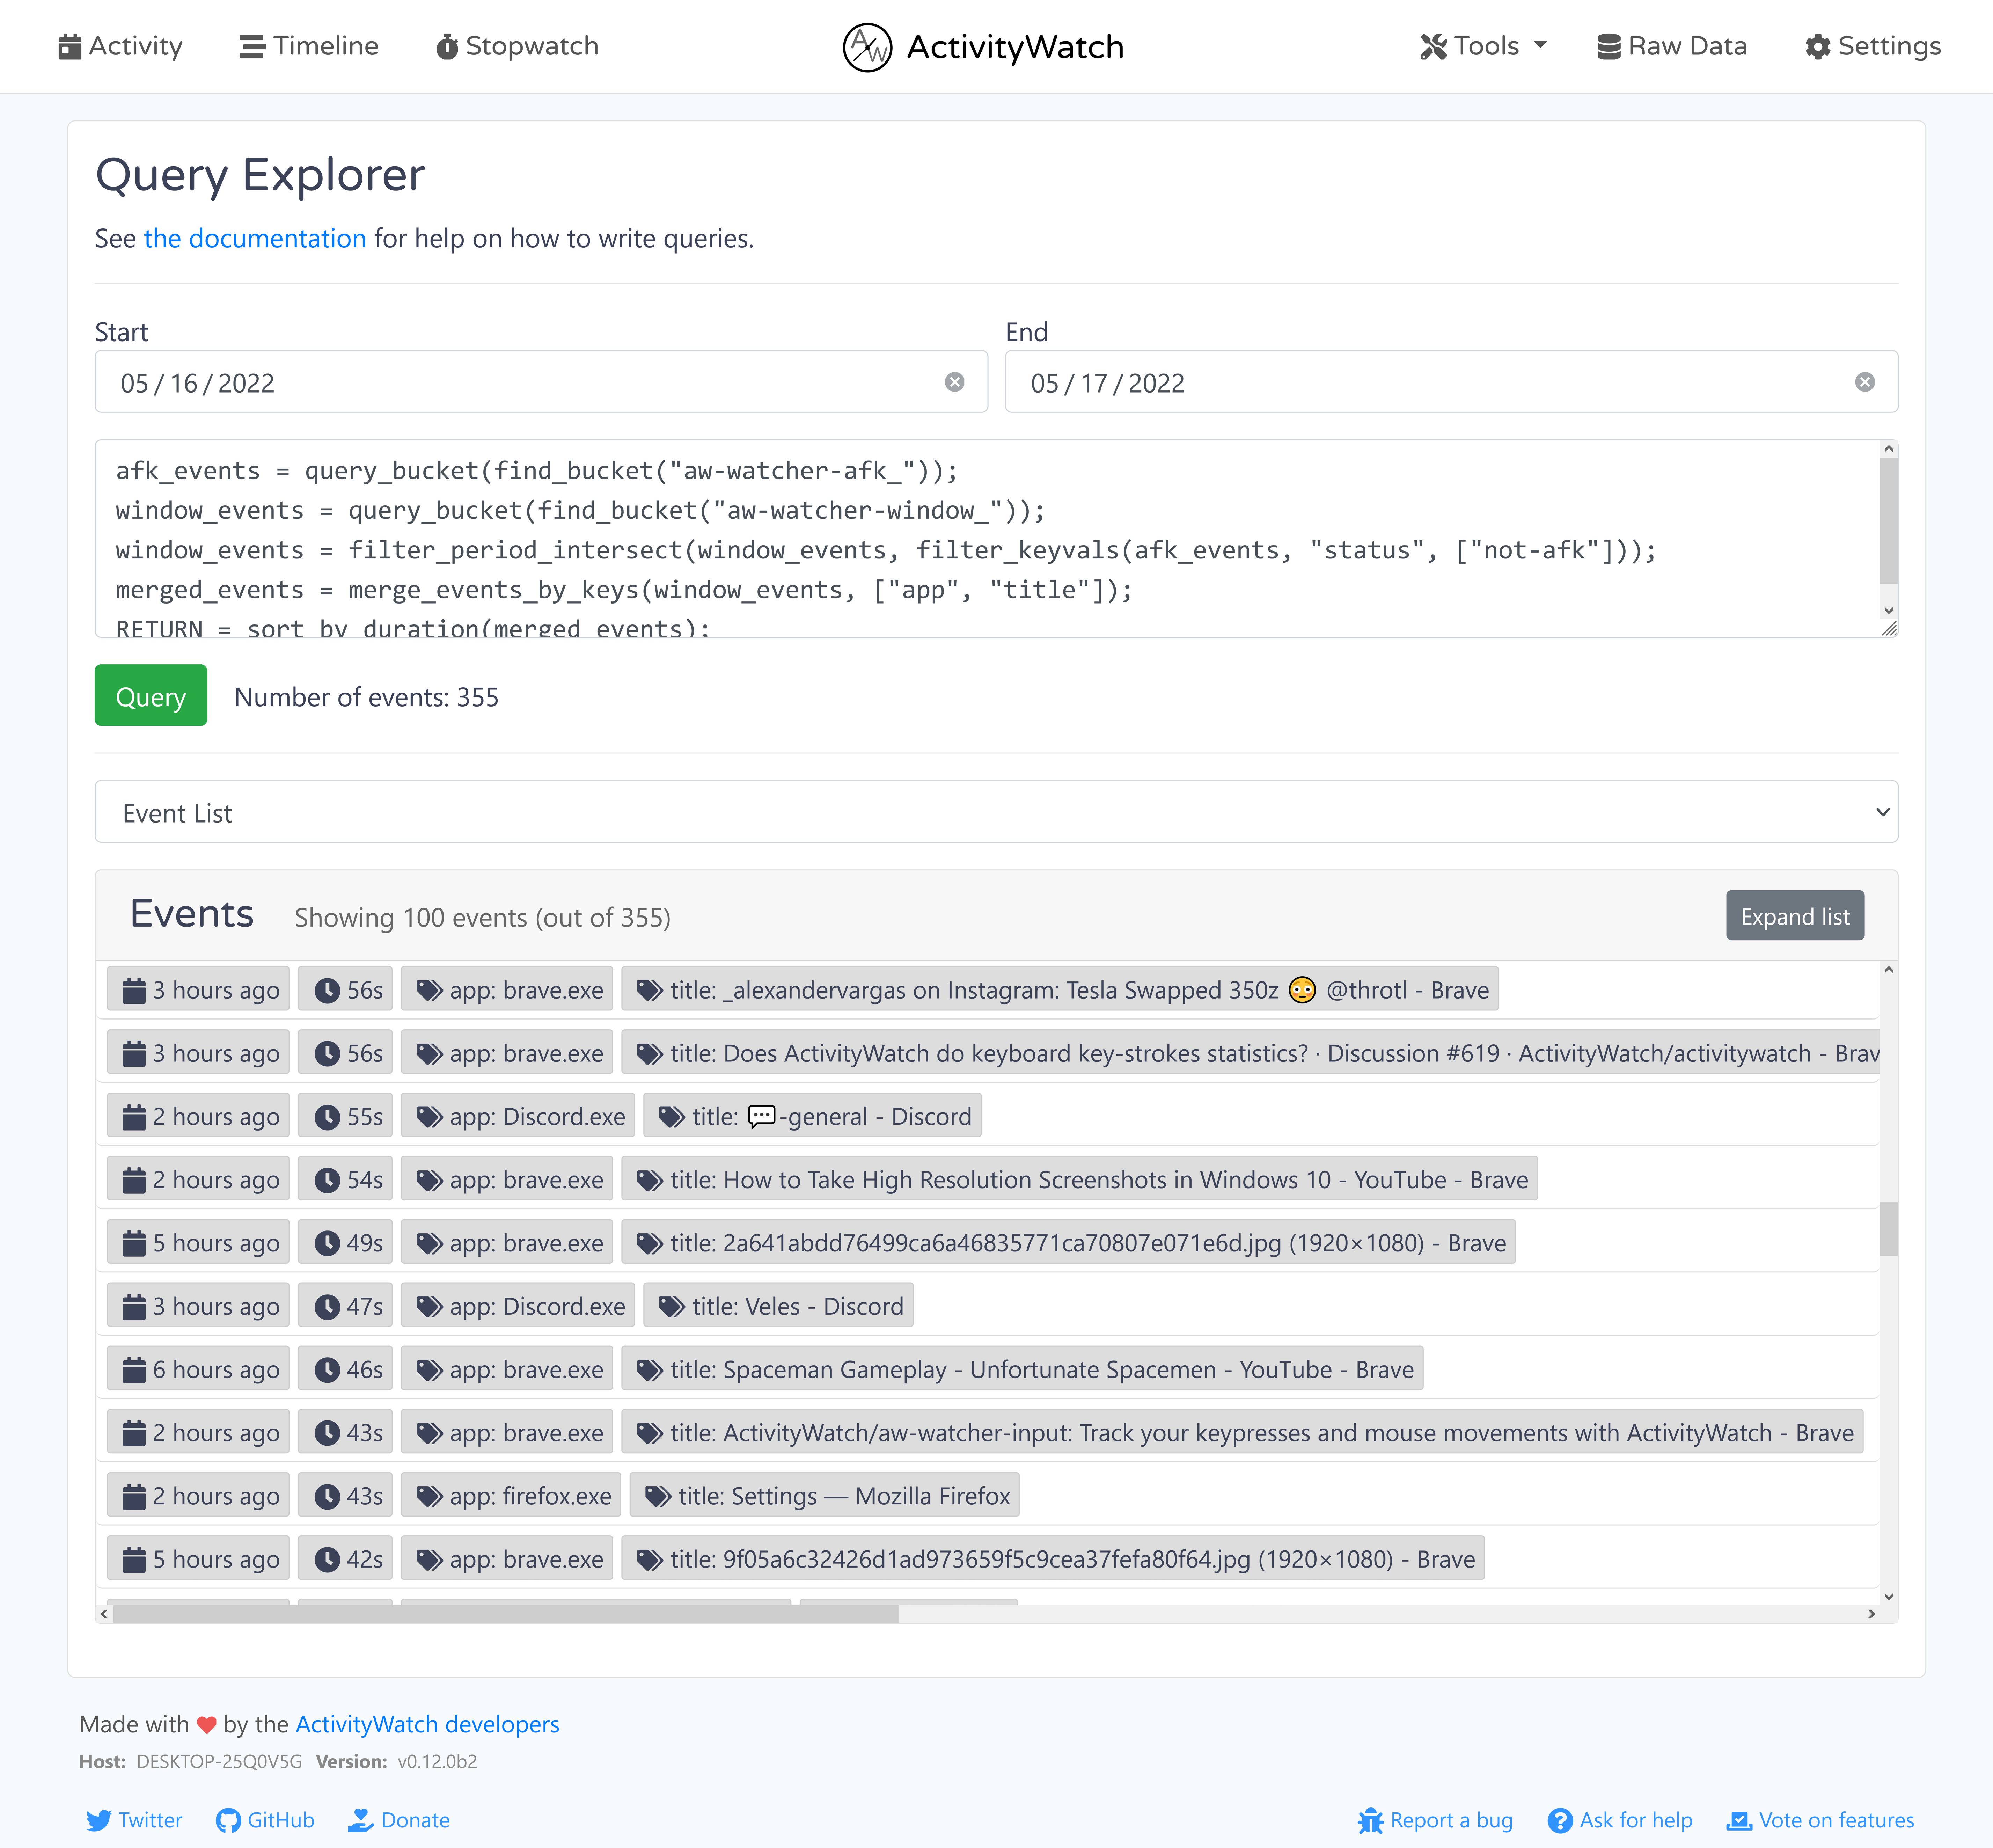 Activity Timeline Stopwatch ActivityWatch Tools Raw Data Settings
Query Explorer
See the documentation for help on how to write queries.
Start End
05/16/2022 05/17/2022
afk_events = query_bucket(find_bucket("aw-watcher-afk_"));
window_events = query_bucket(find_bucket("aw-watcher-window_"));
window_events = filter_period_intersect(window_events, filter_keyvals(afk_events, "status", ["not-afk"]));
merged_events = merge_events_by_keys(window_events, ["app", "title"]);
RETURN = sort_by_duration(merged_events);
Query Number of events: 355
Event List
Events Showing 100 events (out of 355) Expand list
3 hours ago 56s app: brave.exe title: _alexandervargas on Instagram: Tesla Swapped 350z 😳 @throtl - Brave
3 hours ago 56s app: brave.exe title: Does ActivityWatch do keyboard key-strokes statistics? · Discussion #619 · ActivityWatch/activitywatch - Brav
2 hours ago 55s app: Discord.exe title: 💬-general - Discord
2 hours ago 54s app: brave.exe title: How to Take High Resolution Screenshots in Windows 10 - YouTube - Brave
5 hours ago 49s app: brave.exe title: 2a641abdd76499ca6a46835771ca70807e071e6d.jpg (1920×1080) - Brave
3 hours ago 47s app: Discord.exe title: Veles - Discord
6 hours ago 46s app: brave.exe title: Spaceman Gameplay - Unfortunate Spacemen - YouTube - Brave
2 hours ago 43s app: brave.exe title: ActivityWatch/aw-watcher-input: Track your keypresses and mouse movements with ActivityWatch - Brave
2 hours ago 43s app: firefox.exe title: Settings — Mozilla Firefox
5 hours ago 42s app: brave.exe title: 9f05a6c32426d1ad973659f5c9cea37fefa80f64.jpg (1920×1080) - Brave
Made with ❤ by the ActivityWatch developers
Host: DESKTOP-25Q0V5G Version: v0.12.0b2
Twitter GitHub Donate Report a bug Ask for help Vote on features